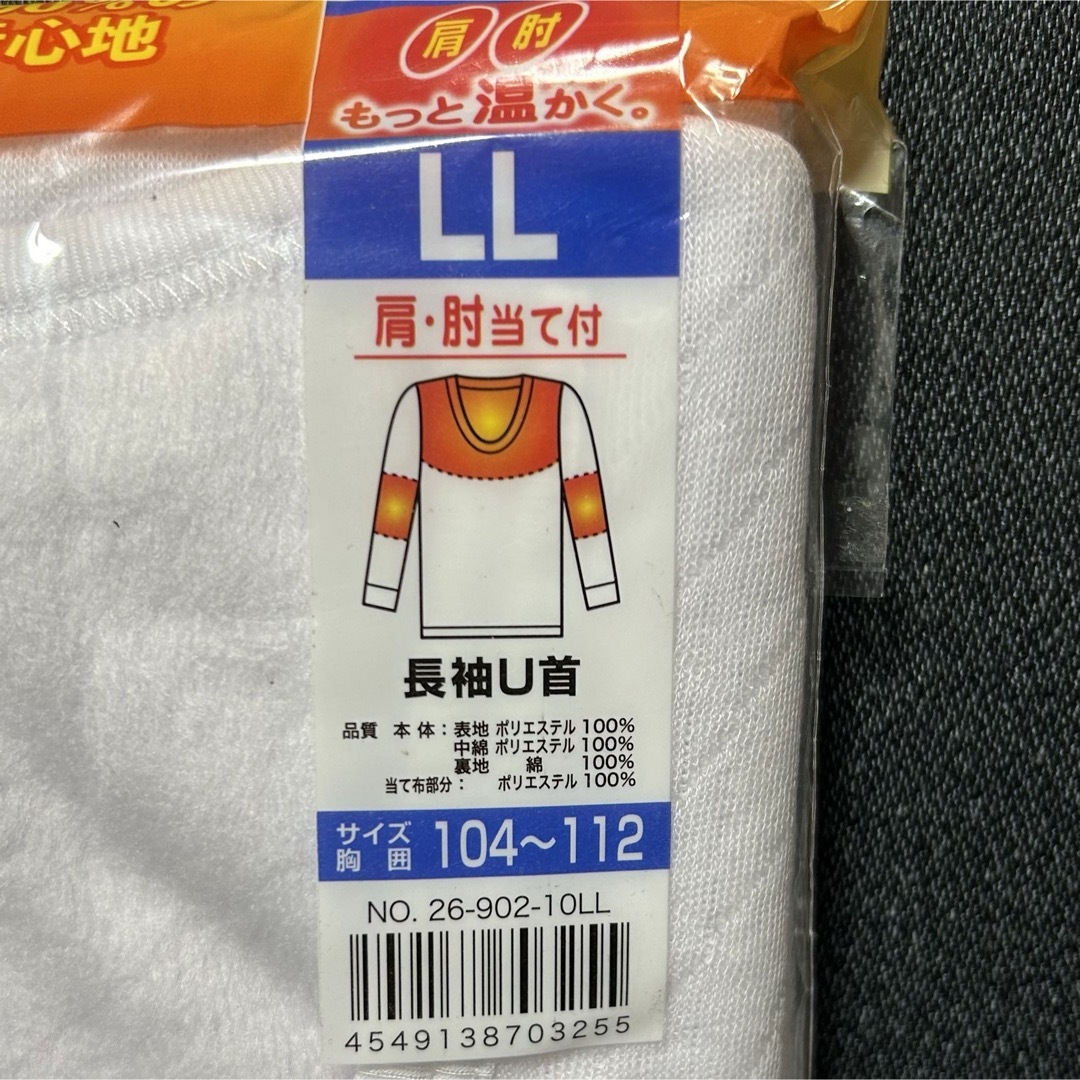 心地
肩 肘
もっと温かく。
LL
肩・肘当て付
長袖U首
品質 本体：表地 ポリエステル 100%
中綿 ポリエステル 100%
裏地 綿 100%
当て布部分： ポリエステル 100%
サイズ
胸囲 104～112
NO. 26-902-10LL
4549138703255